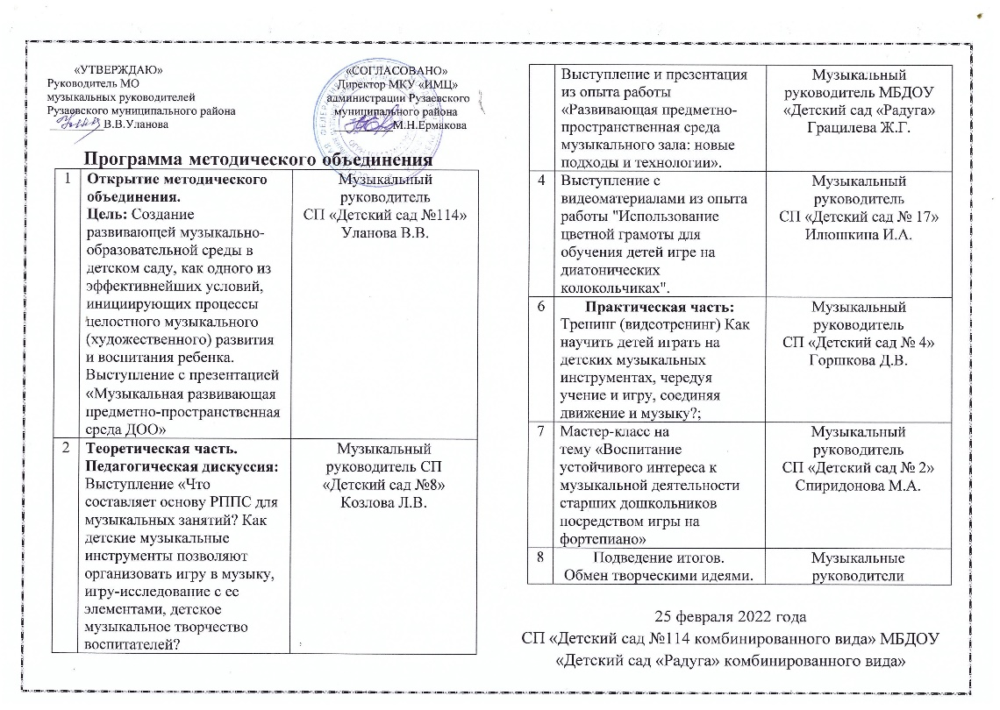 «УТВЕРЖДАЮ»
Руководитель МО
музыкальных руководителей
Рузаевского муниципального района
__________В.В.Уланова
«СОГЛАСОВАНО»
Директор МКУ «ИМЦ»
администрации Рузаевского
муниципального района
__________М.Н.Ермакова
Программа методического объединения
1
Открытие методического
объединения.
Цель: Создание
развивающей музыкально-
образовательной среды в
детском саду, как одного из
эффективнейших условий,
инициирующих процессы
целостного музыкального
(художественного) развития
и воспитания ребенка.
Выступление с презентацией
«Музыкальная развивающая
предметно-пространственная
среда ДОО»
Музыкальный
руководитель
СП «Детский сад №114»
Уланова В.В.
2
Теоретическая часть.
Педагогическая дискуссия:
Выступление «Что
составляет основу РППС для
музыкальных занятий? Как
детские музыкальные
инструменты позволяют
организовать игру в музыку,
игру-исследование с ее
элементами, детское
музыкальное творчество
воспитателей?
Музыкальный
руководитель СП
«Детский сад №8»
Козлова Л.В.
Выступление и презентация
из опыта работы
«Развивающая предметно-
пространственная среда
музыкального зала: новые
подходы и технологии».
Музыкальный
руководитель МБДОУ
«Детский сад «Радуга»
Грацилева Ж.Г.
4
Выступление с
видеоматериалами из опыта
работы "Использование
цветной грамоты для
обучения детей игре на
диатонических
колокольчиках".
Музыкальный
руководитель
СП «Детский сад № 17»
Илюшкина И.А.
6
Практическая часть:
Тренинг (видеотренинг) Как
научить детей играть на
детских музыкальных
инструментах, чередуя
учение и игру, соединяя
движение и музыку?;
Музыкальный
руководитель
СП «Детский сад № 4»
Горшкова Д.В.
7
Мастер-класс на
тему «Воспитание
устойчивого интереса к
музыкальной деятельности
старших дошкольников
посредством игры на
фортепиано»
Музыкальный
руководитель
СП «Детский сад № 2»
Спиридонова М.А.
8
Подведение итогов.
Обмен творческими идеями.
Музыкальные
руководители
25 февраля 2022 года
СП «Детский сад №114 комбинированного вида» МБДОУ
«Детский сад «Радуга» комбинированного вида»